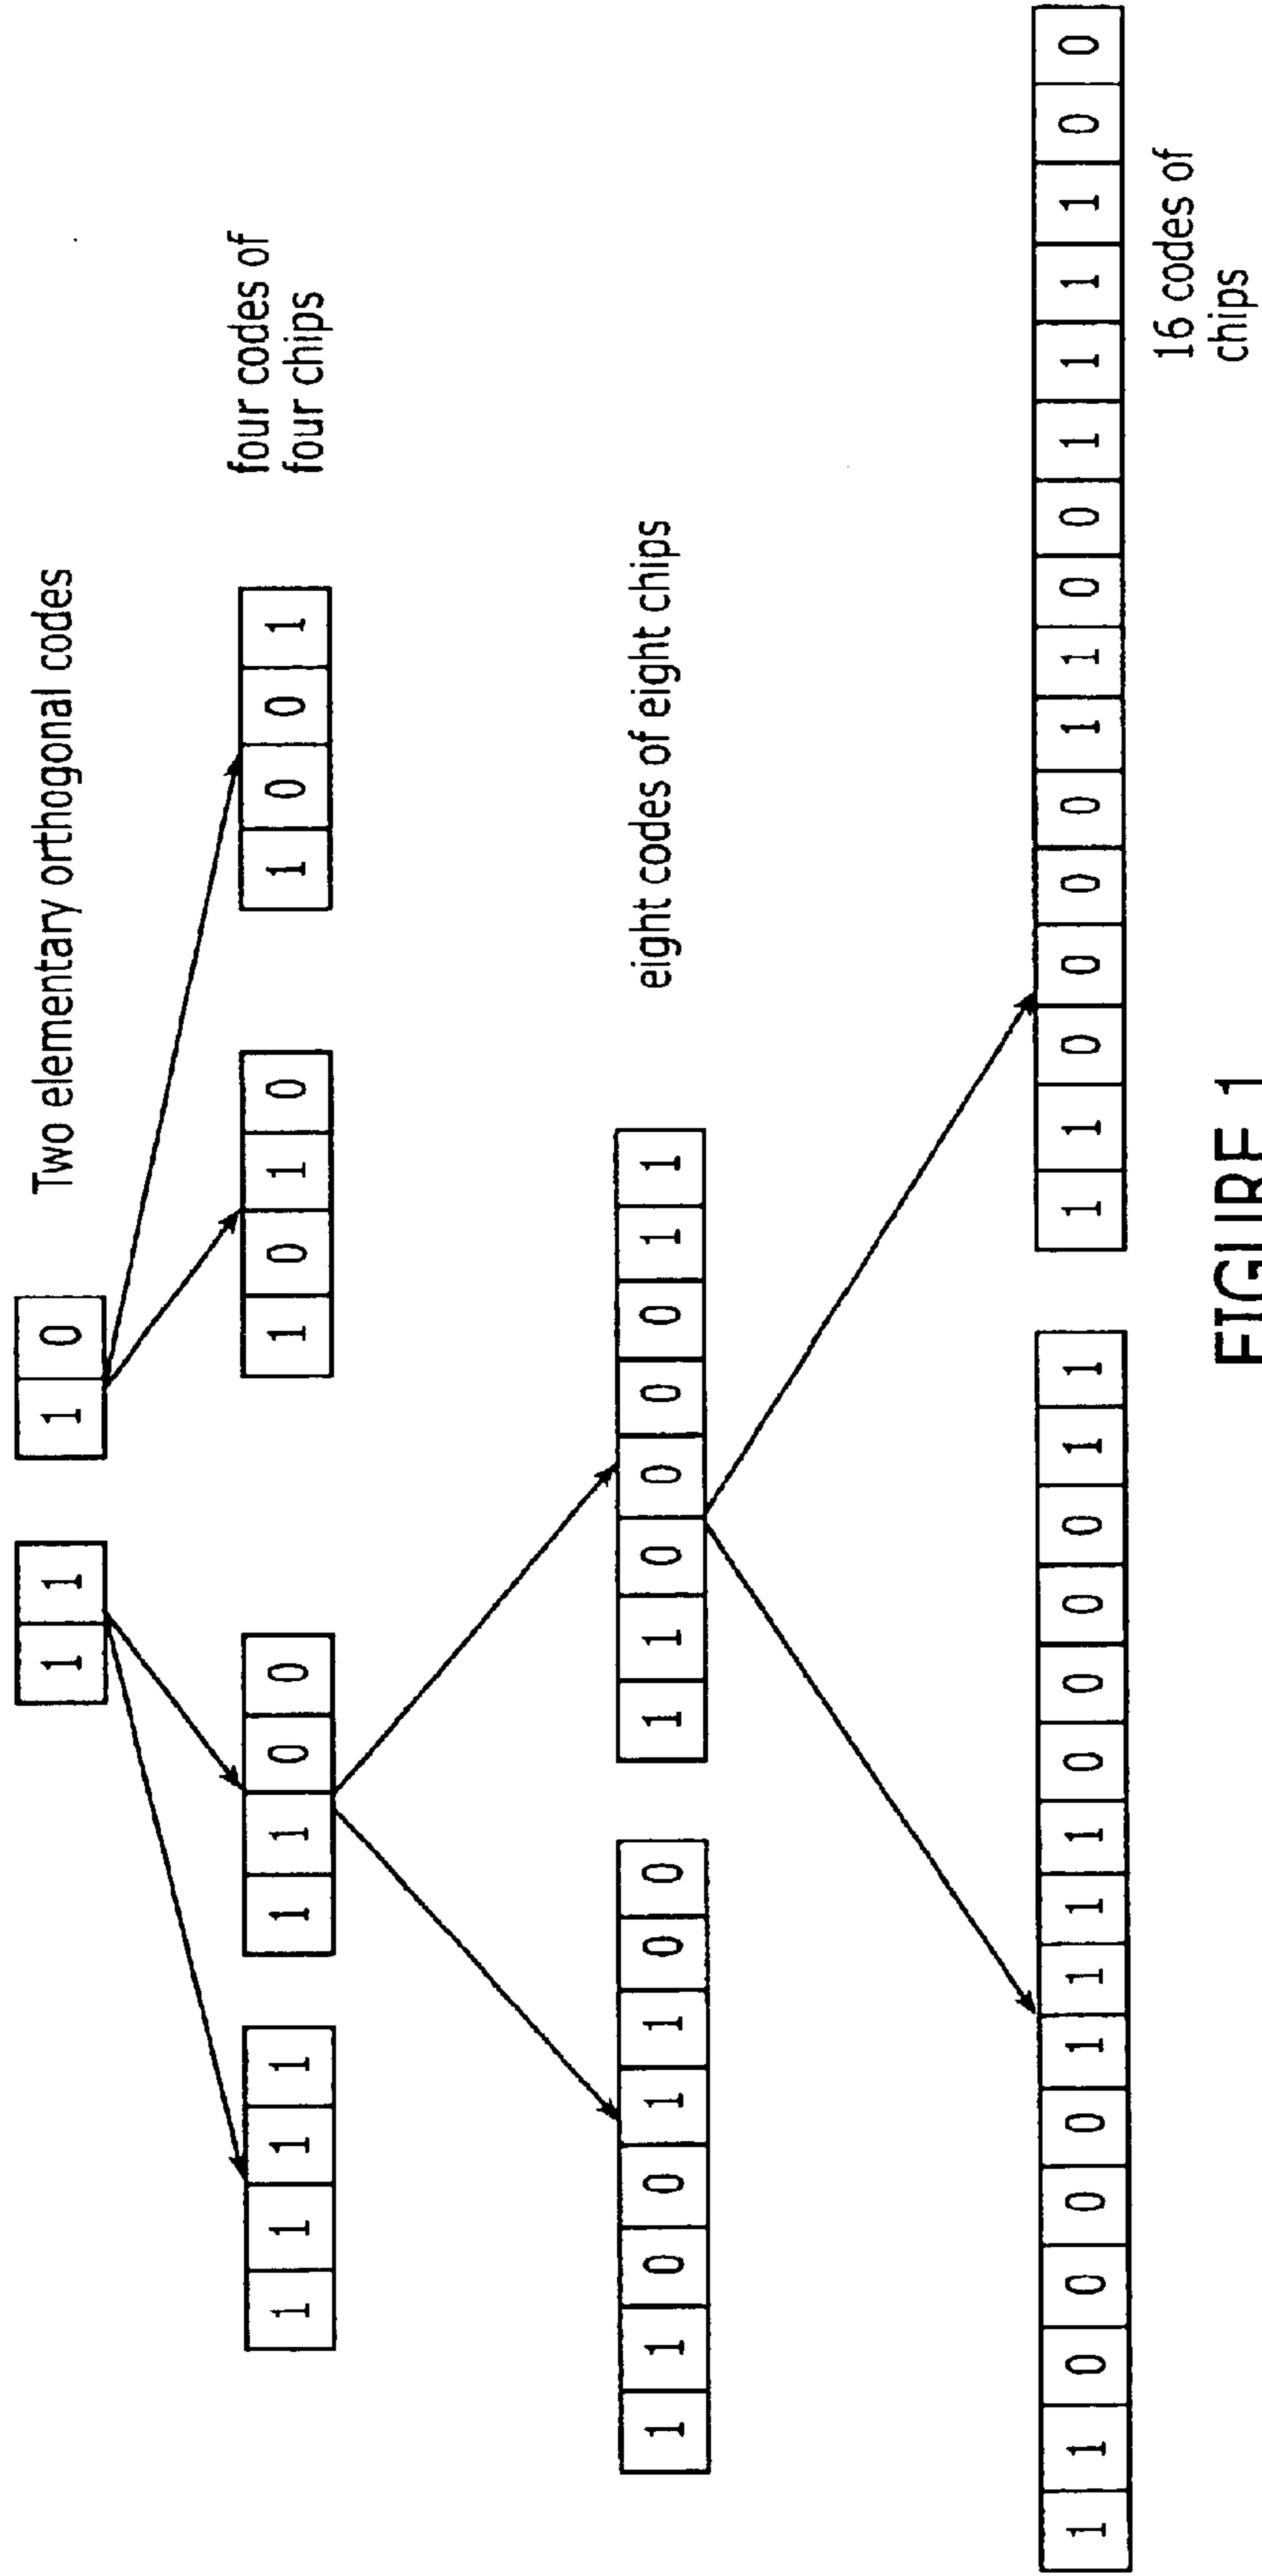 Two elementary orthogonal codes
1 1
1 0
1 1 1 1
1 1 0 0
1 0 1 0
1 0 0 1
four codes of
four chips
1 1 0 0 1 1 0 0
1 1 0 0 0 0 1 1
eight codes of eight chips
1 1 0 0 0 0 1 1 1 1 0 0 0 0 1 1
1 1 0 0 0 0 1 1 0 0 1 1 1 1 0 0
16 codes of
chips
FIGURE 1